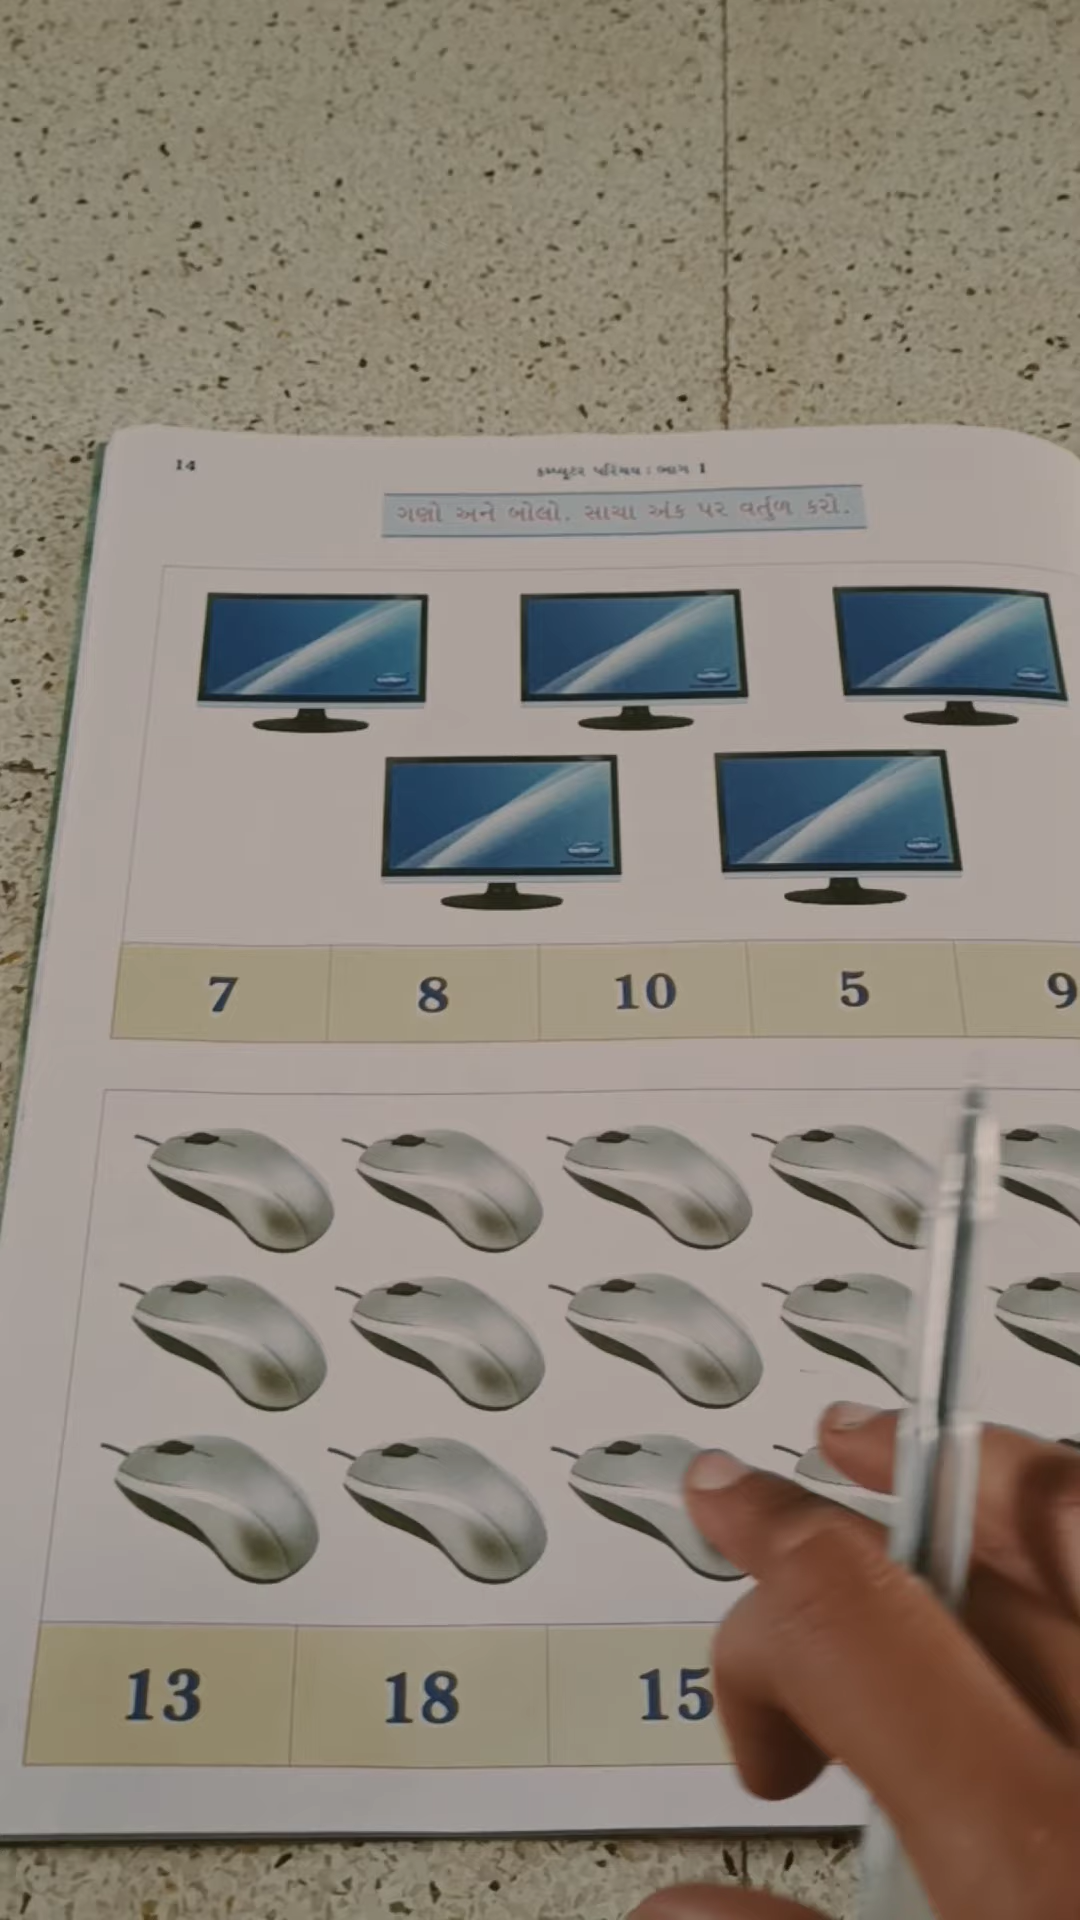 14
કમ્પ્યૂટર પરિચય : ભાગ 1
ગણો અને બોલો. સાચા અંક પર વર્તુળ કરો.
7 8 10 5 9
13 18 15